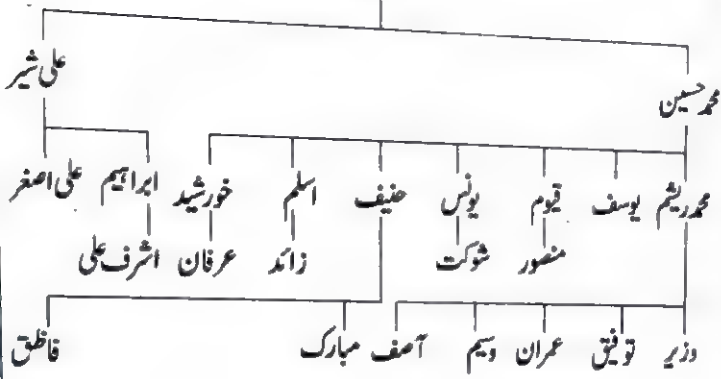 علی شیر
محمد حسین
محمد ریشم یوسف قیوم یونس حنیف اسلم خورشید ابراہیم علی اصغر
منصور شوکت زائد عرفان اشرف علی
وزیر توفیق عمران وسیم آصف مبارک فاظق